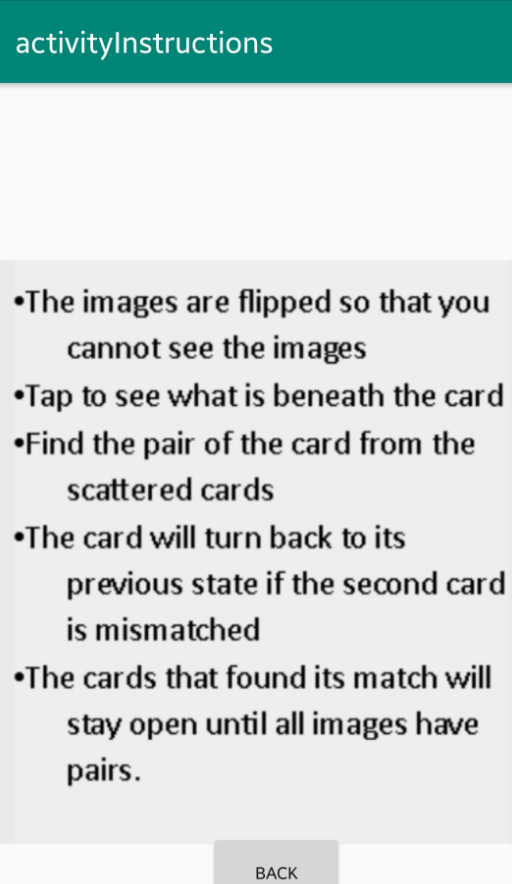 activityInstructions
•The images are flipped so that you
cannot see the images
•Tap to see what is beneath the card
•Find the pair of the card from the
scattered cards
•The card will turn back to its
previous state if the second card
is mismatched
•The cards that found its match will
stay open until all images have
pairs.
BACK